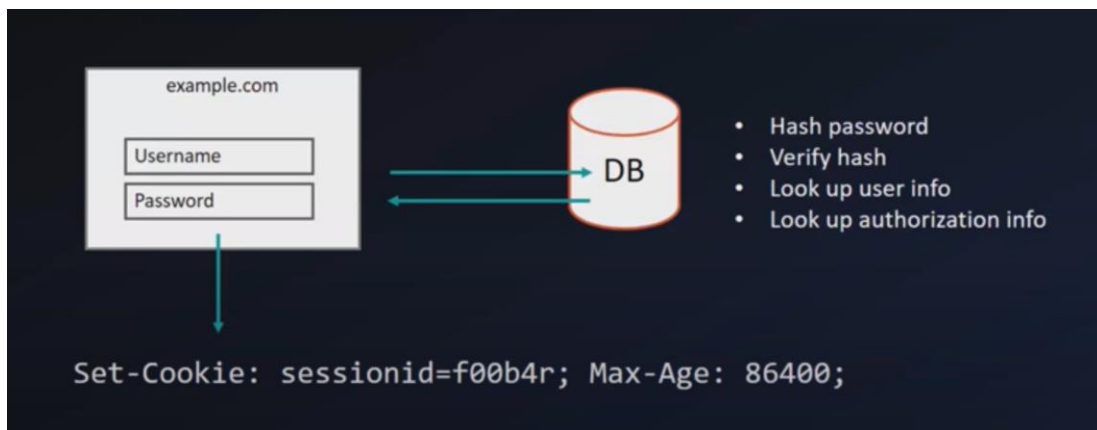 example.com
Username
Password
DB
• Hash password
• Verify hash
• Look up user info
• Look up authorization info
Set-Cookie: sessionid=f00b4r; Max-Age: 86400;